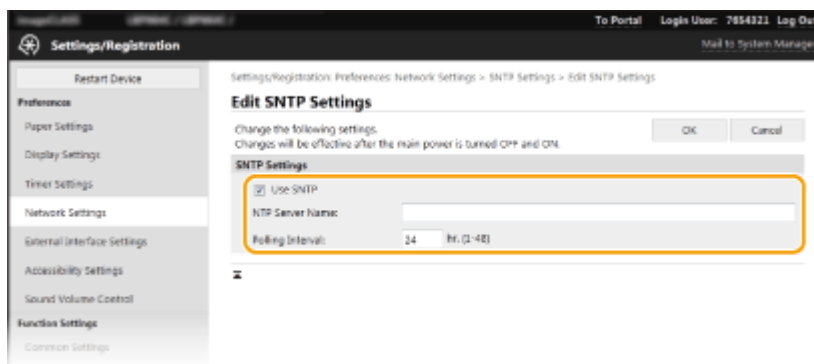 To Portal Login User: 7654321 Log Ou
Settings/Registration
Mail to System Manage
Restart Device
Settings/Registration: Preferences: Network Settings > SNTP Settings > Edit SNTP Settings
Preferences
Edit SNTP Settings
Paper Settings
Change the following settings.
Changes will be effective after the main power is turned OFF and ON.
OK
Cancel
Display Settings
SNTP Settings
Timer Settings
Use SNTP
Network Settings
NTP Server Name:
External Interface Settings
Polling Interval: 24 hr. (1-48)
Accessibility Settings
Sound Volume Control
Function Settings
Common Settings